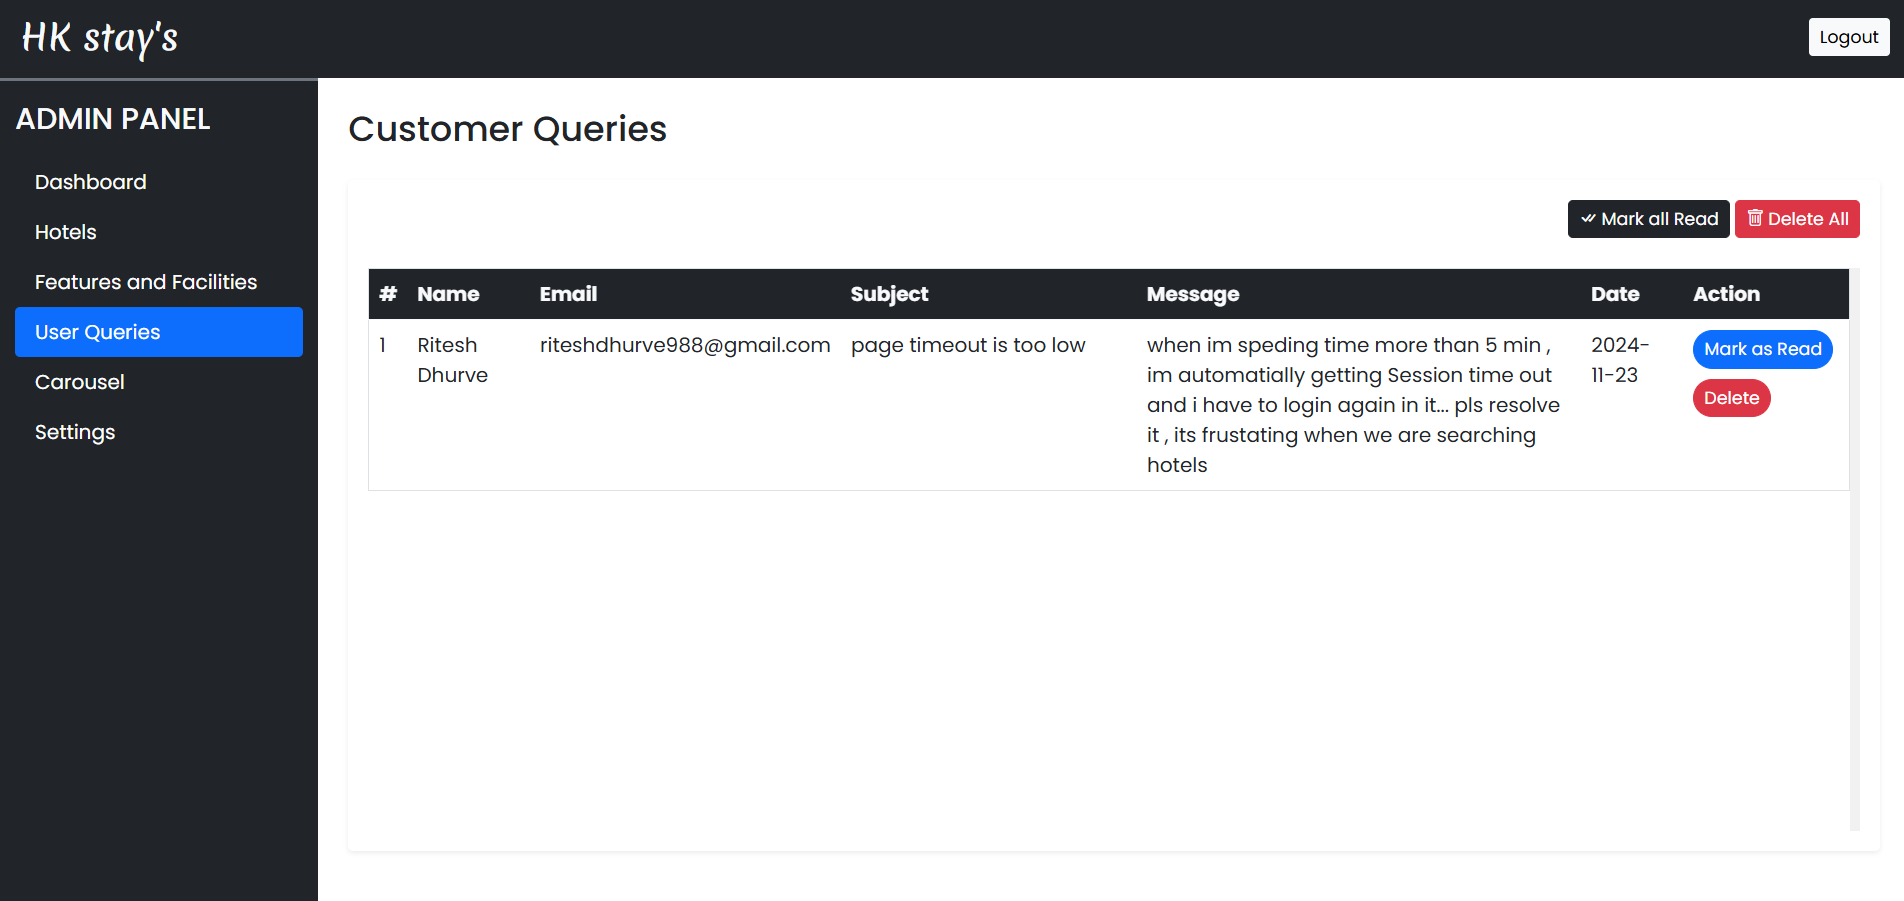 HK stay's
Logout
ADMIN PANEL
Dashboard
Hotels
Features and Facilities
User Queries
Carousel
Settings
Customer Queries
Mark all Read Delete All
# Name Email Subject Message Date Action
1 Ritesh riteshdhurve988@gmail.com page timeout is too low when im speding time more than 5 min , 2024- Mark as Read
Dhurve im automatially getting Session time out 11-23
and i have to login again in it... pls resolve Delete
it , its frustating when we are searching
hotels